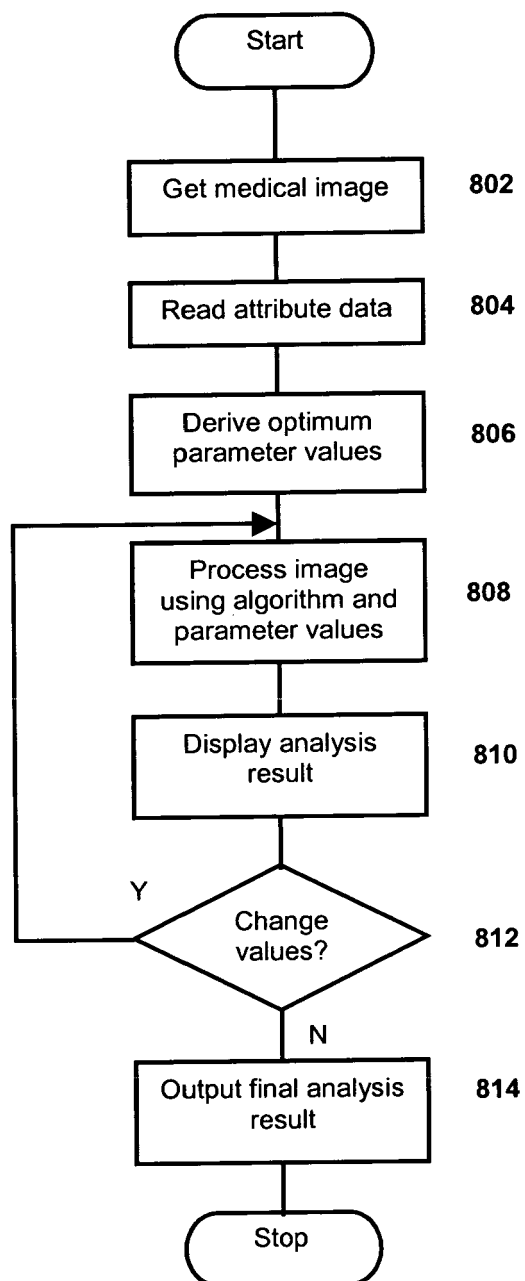 Start
Get medical image
802
Read attribute data
804
Derive optimum
parameter values
806
Process image
using algorithm and
parameter values
808
Display analysis
result
810
Y
Change
values?
812
N
Output final analysis
result
814
Stop